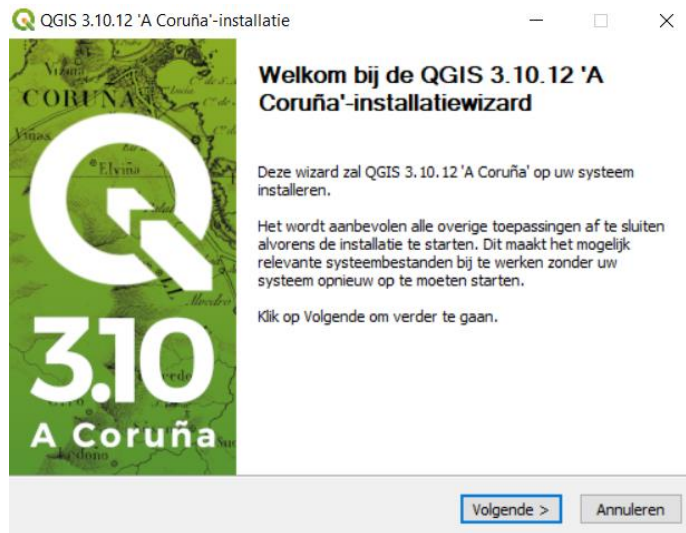 QGIS 3.10.12 'A Coruña'-installatie
CORUÑA
Elviña
3.10
A Coruña
Welkom bij de QGIS 3.10.12 'A
Coruña'-installatiewizard
Deze wizard zal QGIS 3.10.12 'A Coruña' op uw systeem
installeren.
Het wordt aanbevolen alle overige toepassingen af te sluiten
alvorens de installatie te starten. Dit maakt het mogelijk
relevante systeembestanden bij te werken zonder uw
systeem opnieuw op te moeten starten.
Klik op Volgende om verder te gaan.
Volgende >
Annuleren